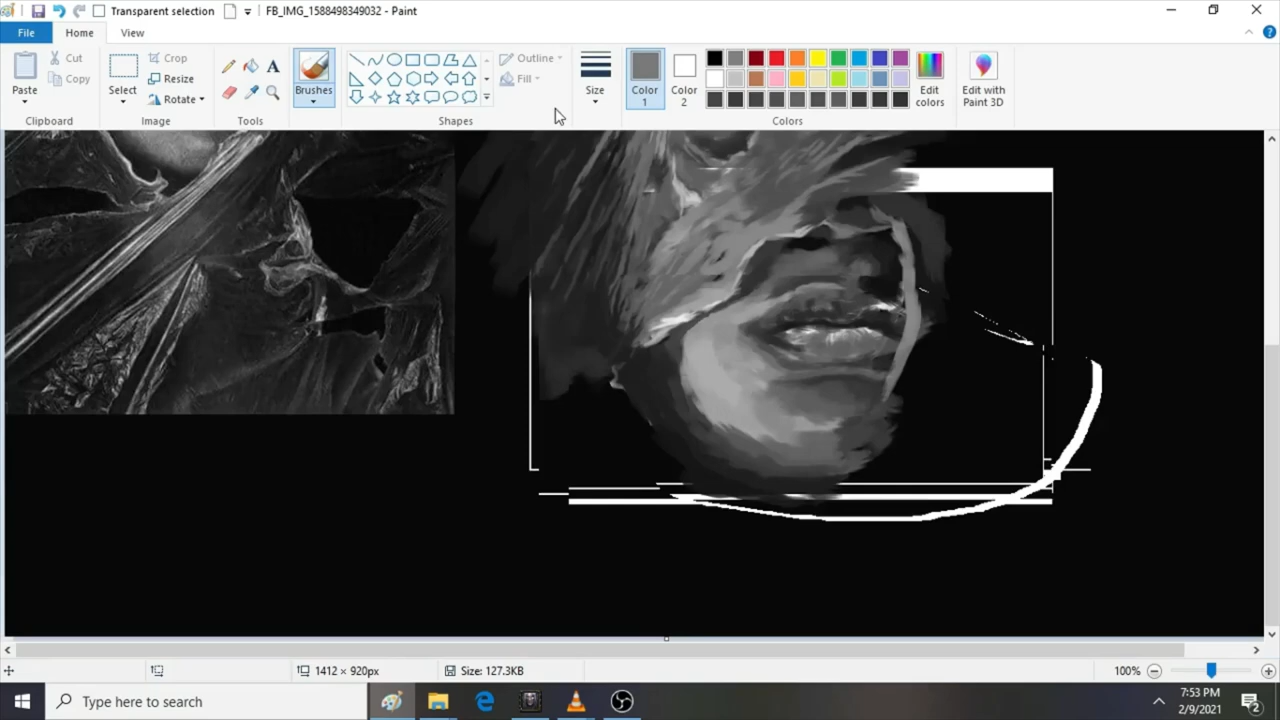 Transparent selection
FB_IMG_1588498349032 - Paint
File
Home
View
Paste
Cut
Copy
Clipboard
Select
Crop
Resize
Rotate
Image
A
Tools
Brushes
Outline
Fill
Shapes
Size
Color
1
Color
2
Edit
colors
Colors
Edit with
Paint 3D
1412 × 920px
Size: 127.3KB
100%
Type here to search
7:53 PM
2/9/2021
2